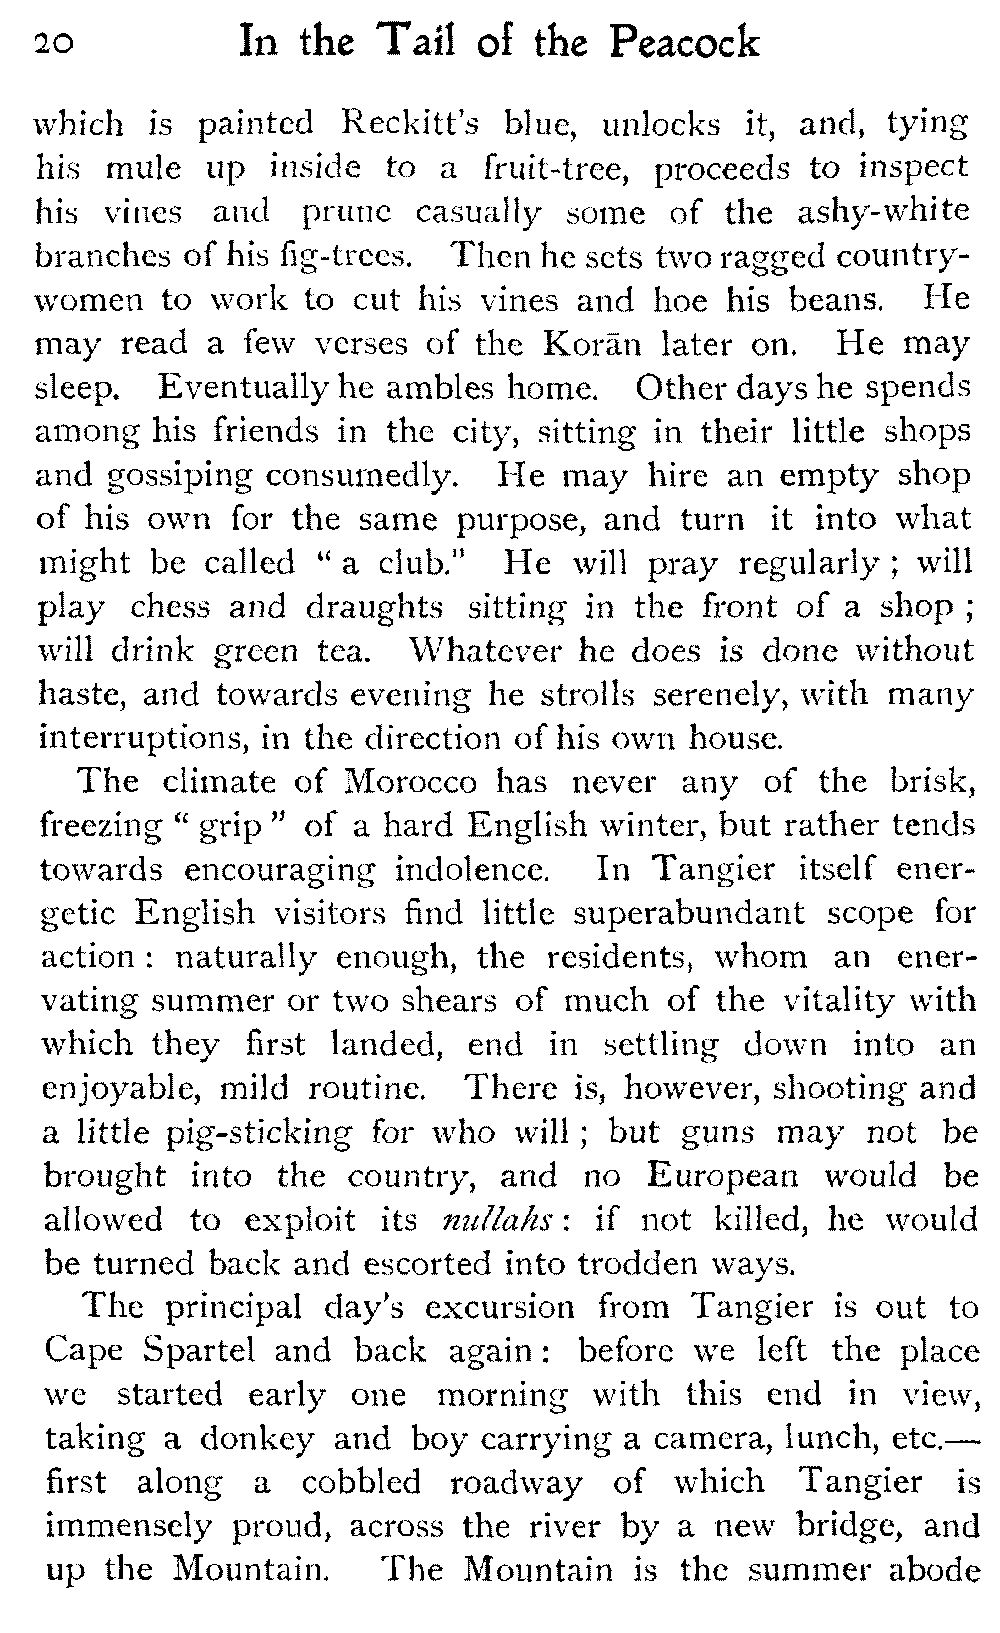 20 In the Tail of the Peacock
which is painted Reckitt's blue, unlocks it, and, tying
his mule up inside to a fruit-tree, proceeds to inspect
his vines and prune casually some of the ashy-white
branches of his fig-trees. Then he sets two ragged country-
women to work to cut his vines and hoe his beans. He
may read a few verses of the Korān later on. He may
sleep. Eventually he ambles home. Other days he spends
among his friends in the city, sitting in their little shops
and gossiping consumedly. He may hire an empty shop
of his own for the same purpose, and turn it into what
might be called “ a club.” He will pray regularly ; will
play chess and draughts sitting in the front of a shop ;
will drink green tea. Whatever he does is done without
haste, and towards evening he strolls serenely, with many
interruptions, in the direction of his own house.
The climate of Morocco has never any of the brisk,
freezing “ grip ” of a hard English winter, but rather tends
towards encouraging indolence. In Tangier itself ener-
getic English visitors find little superabundant scope for
action : naturally enough, the residents, whom an ener-
vating summer or two shears of much of the vitality with
which they first landed, end in settling down into an
enjoyable, mild routine. There is, however, shooting and
a little pig-sticking for who will ; but guns may not be
brought into the country, and no European would be
allowed to exploit its nullahs : if not killed, he would
be turned back and escorted into trodden ways.
The principal day's excursion from Tangier is out to
Cape Spartel and back again : before we left the place
we started early one morning with this end in view,
taking a donkey and boy carrying a camera, lunch, etc.—
first along a cobbled roadway of which Tangier is
immensely proud, across the river by a new bridge, and
up the Mountain. The Mountain is the summer abode